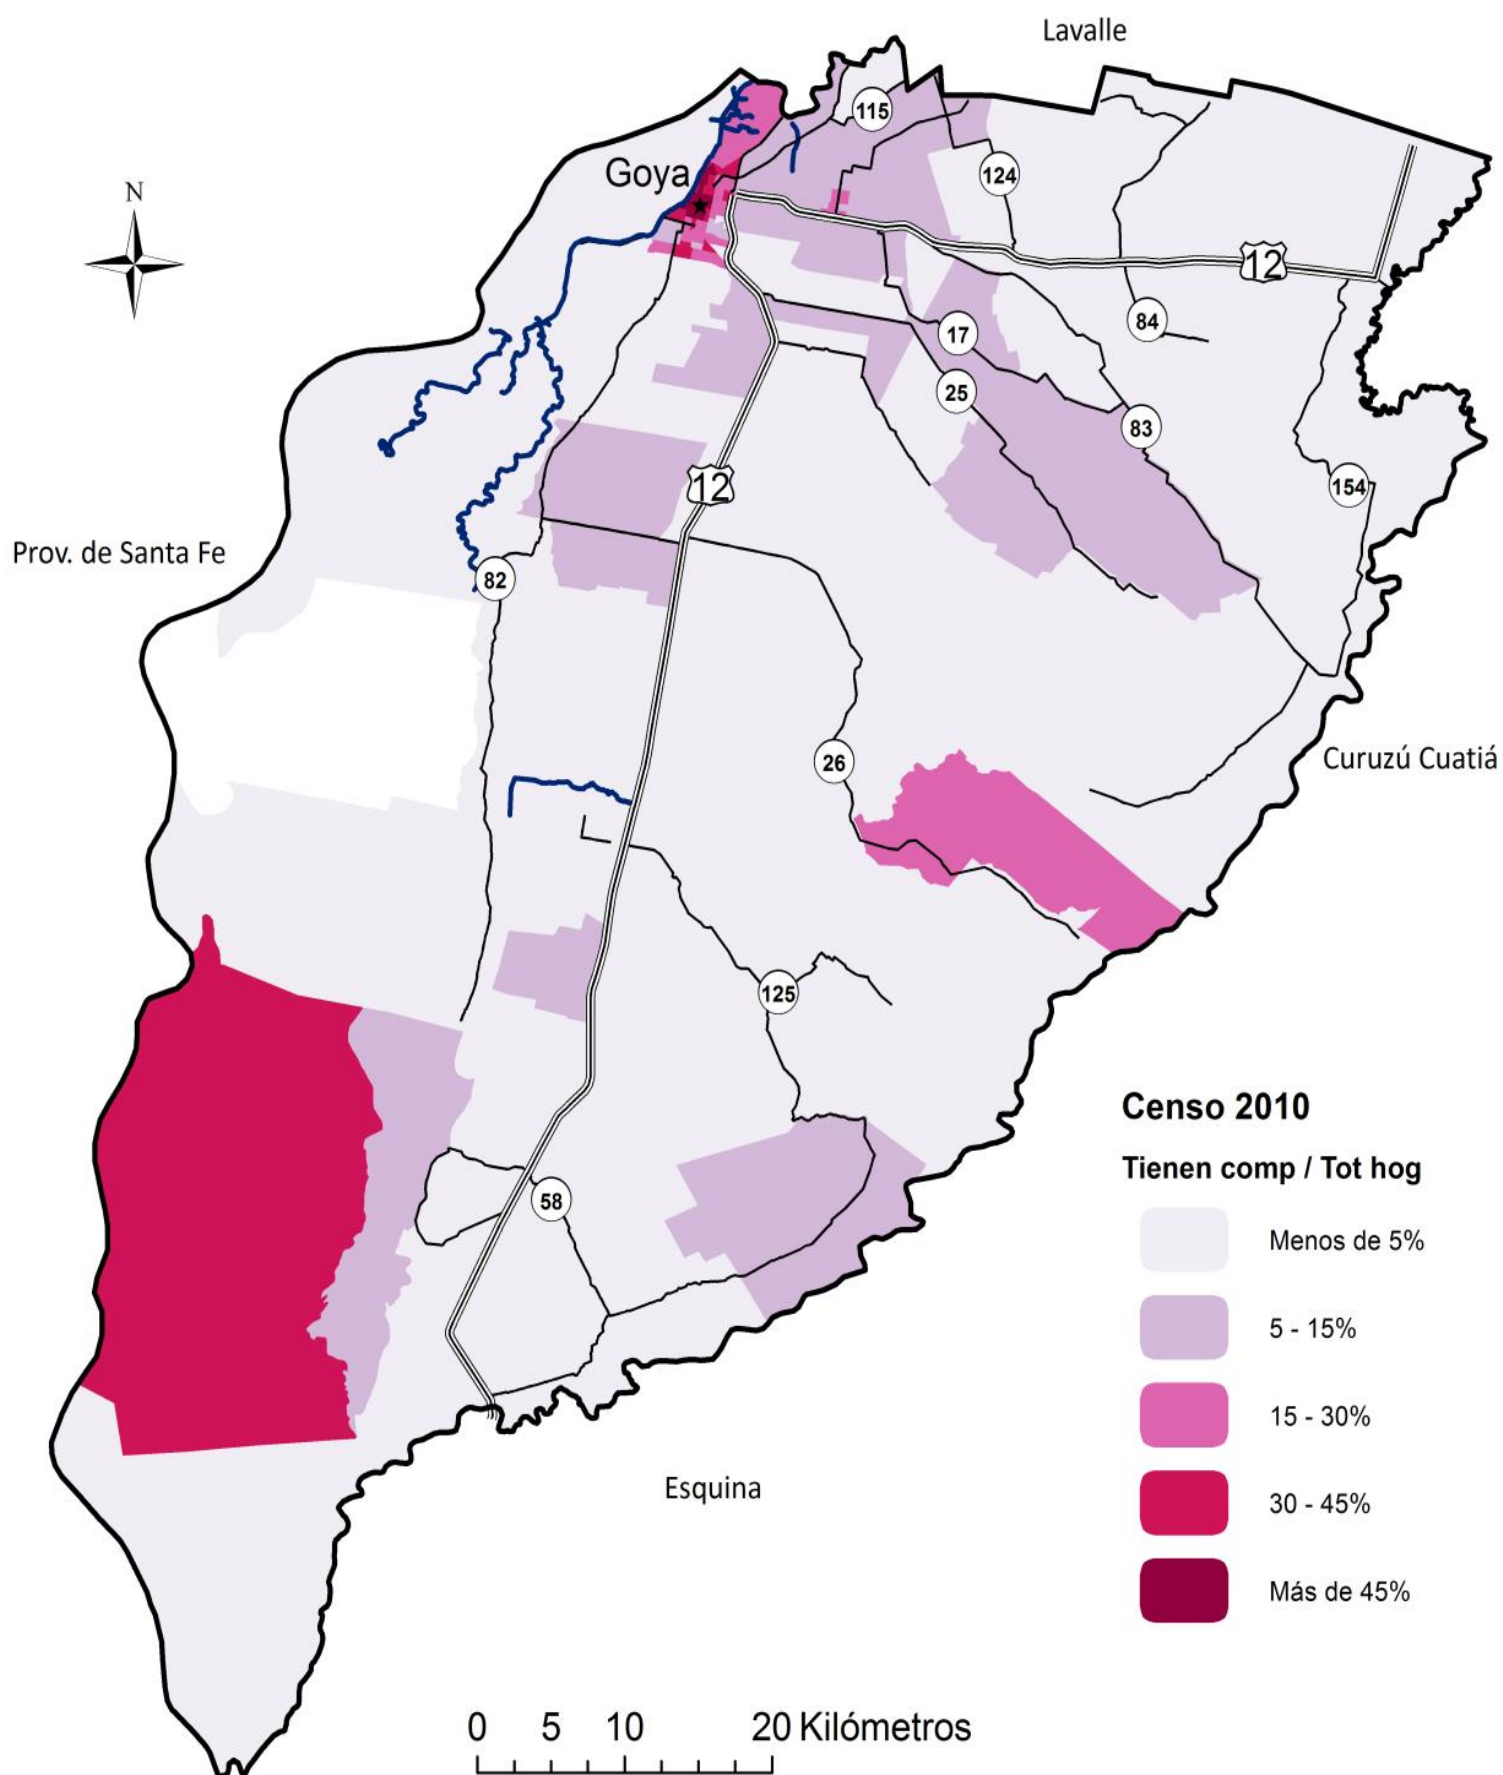 Lavalle
115
Goya
124
N
12
84
17
25
83
12
154
Prov. de Santa Fe
82
26
Curuzú Cuatiá
125
Censo 2010
Tienen comp / Tot hog
58
Menos de 5%
5 - 15%
15 - 30%
Esquina
30 - 45%
Más de 45%
0 5 10 20 Kilómetros